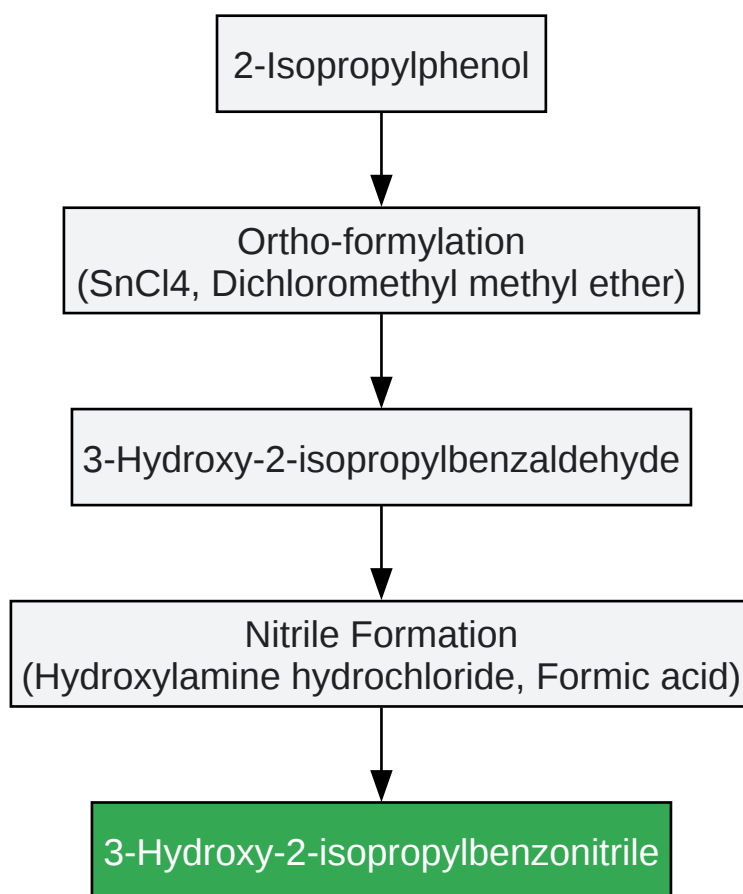 2-Isopropylphenol
Ortho-formylation
(SnCl4, Dichloromethyl methyl ether)
3-Hydroxy-2-isopropylbenzaldehyde
Nitrile Formation
(Hydroxylamine hydrochloride, Formic acid)
3-Hydroxy-2-isopropylbenzonitrile